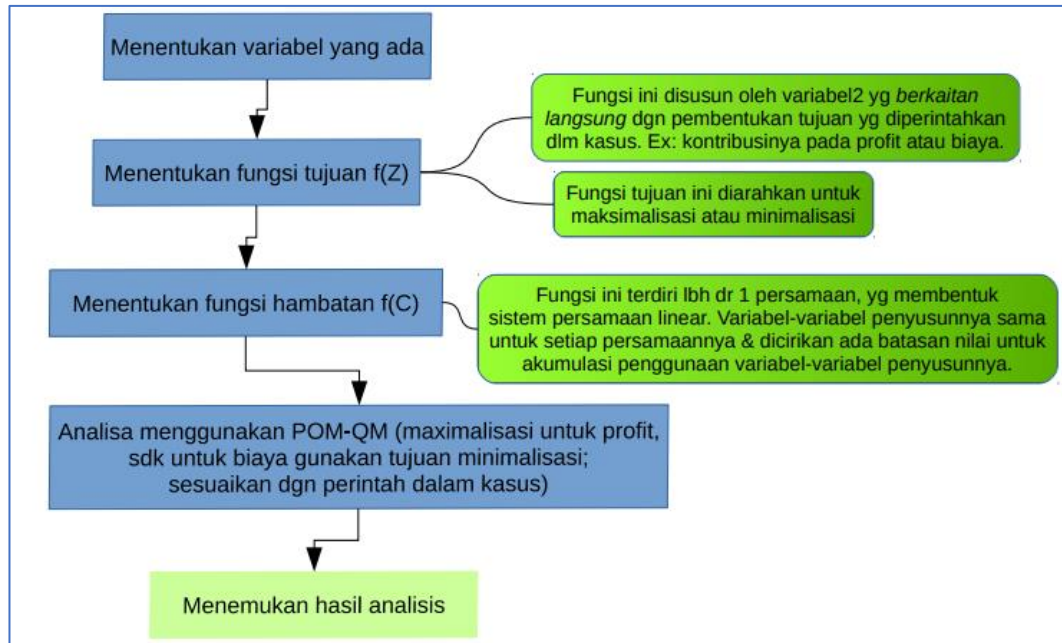 Menentukan variabel yang ada
Fungsi ini disusun oleh variabel2 yg berkaitan
langsung dgn pembentukan tujuan yg diperintahkan
dlm kasus. Ex: kontribusinya pada profit atau biaya.
Menentukan fungsi tujuan f(Z)
Fungsi tujuan ini diarahkan untuk
maksimalisasi atau minimalisasi
Menentukan fungsi hambatan f(C)
Fungsi ini terdiri lbh dr 1 persamaan, yg membentuk
sistem persamaan linear. Variabel-variabel penyusunnya sama
untuk setiap persamaannya & dicirikan ada batasan nilai untuk
akumulasi penggunaan variabel-variabel penyusunnya.
Analisa menggunakan POM-QM (maximalisasi untuk profit,
sdk untuk biaya gunakan tujuan minimalisasi;
sesuaikan dgn perintah dalam kasus)
Menemukan hasil analisis